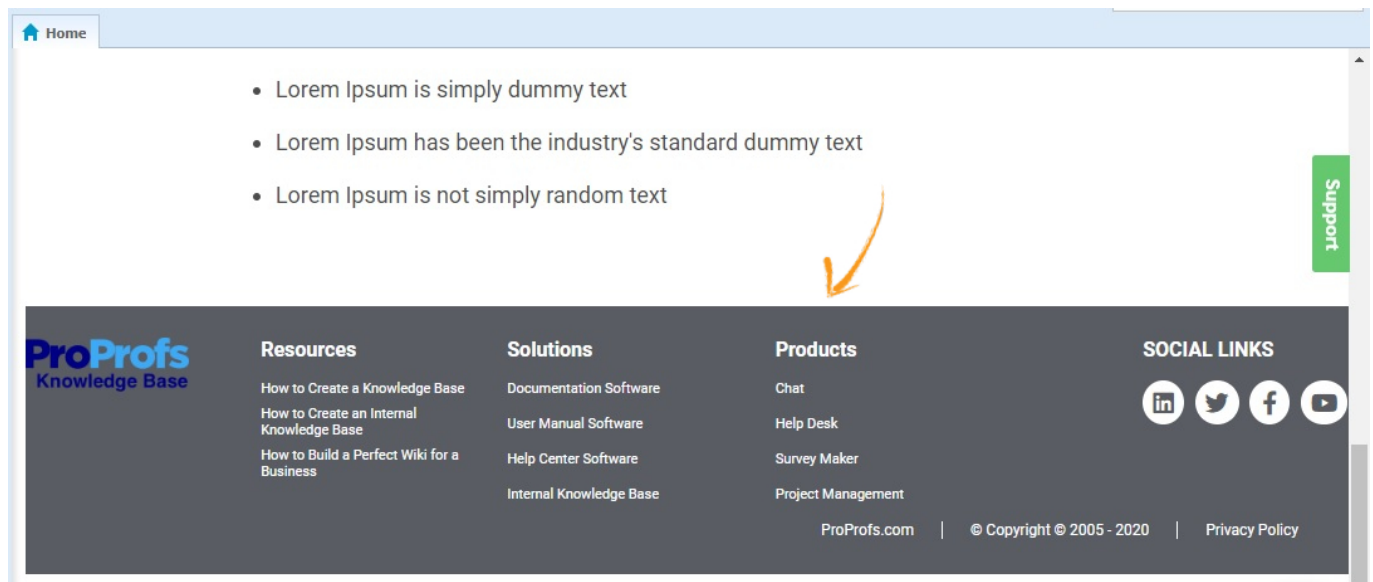 Home
Lorem Ipsum is simply dummy text
Lorem Ipsum has been the industry's standard dummy text
Lorem Ipsum is not simply random text
Support
ProProfs
Knowledge Base
Resources
How to Create a Knowledge Base
How to Create an Internal
Knowledge Base
How to Build a Perfect Wiki for a
Business
Solutions
Documentation Software
User Manual Software
Help Center Software
Internal Knowledge Base
Products
Chat
Help Desk
Survey Maker
Project Management
SOCIAL LINKS
ProProfs.com | © Copyright © 2005 - 2020 | Privacy Policy